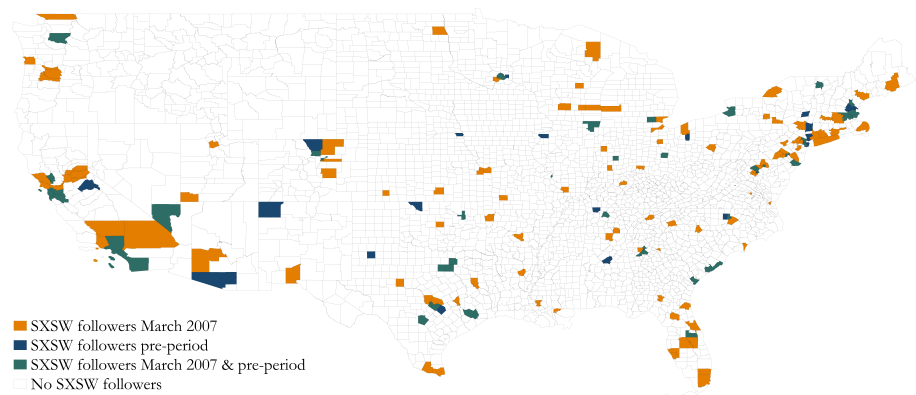 SXSW followers March 2007
SXSW followers pre-period
SXSW followers March 2007 & pre-period
No SXSW followers